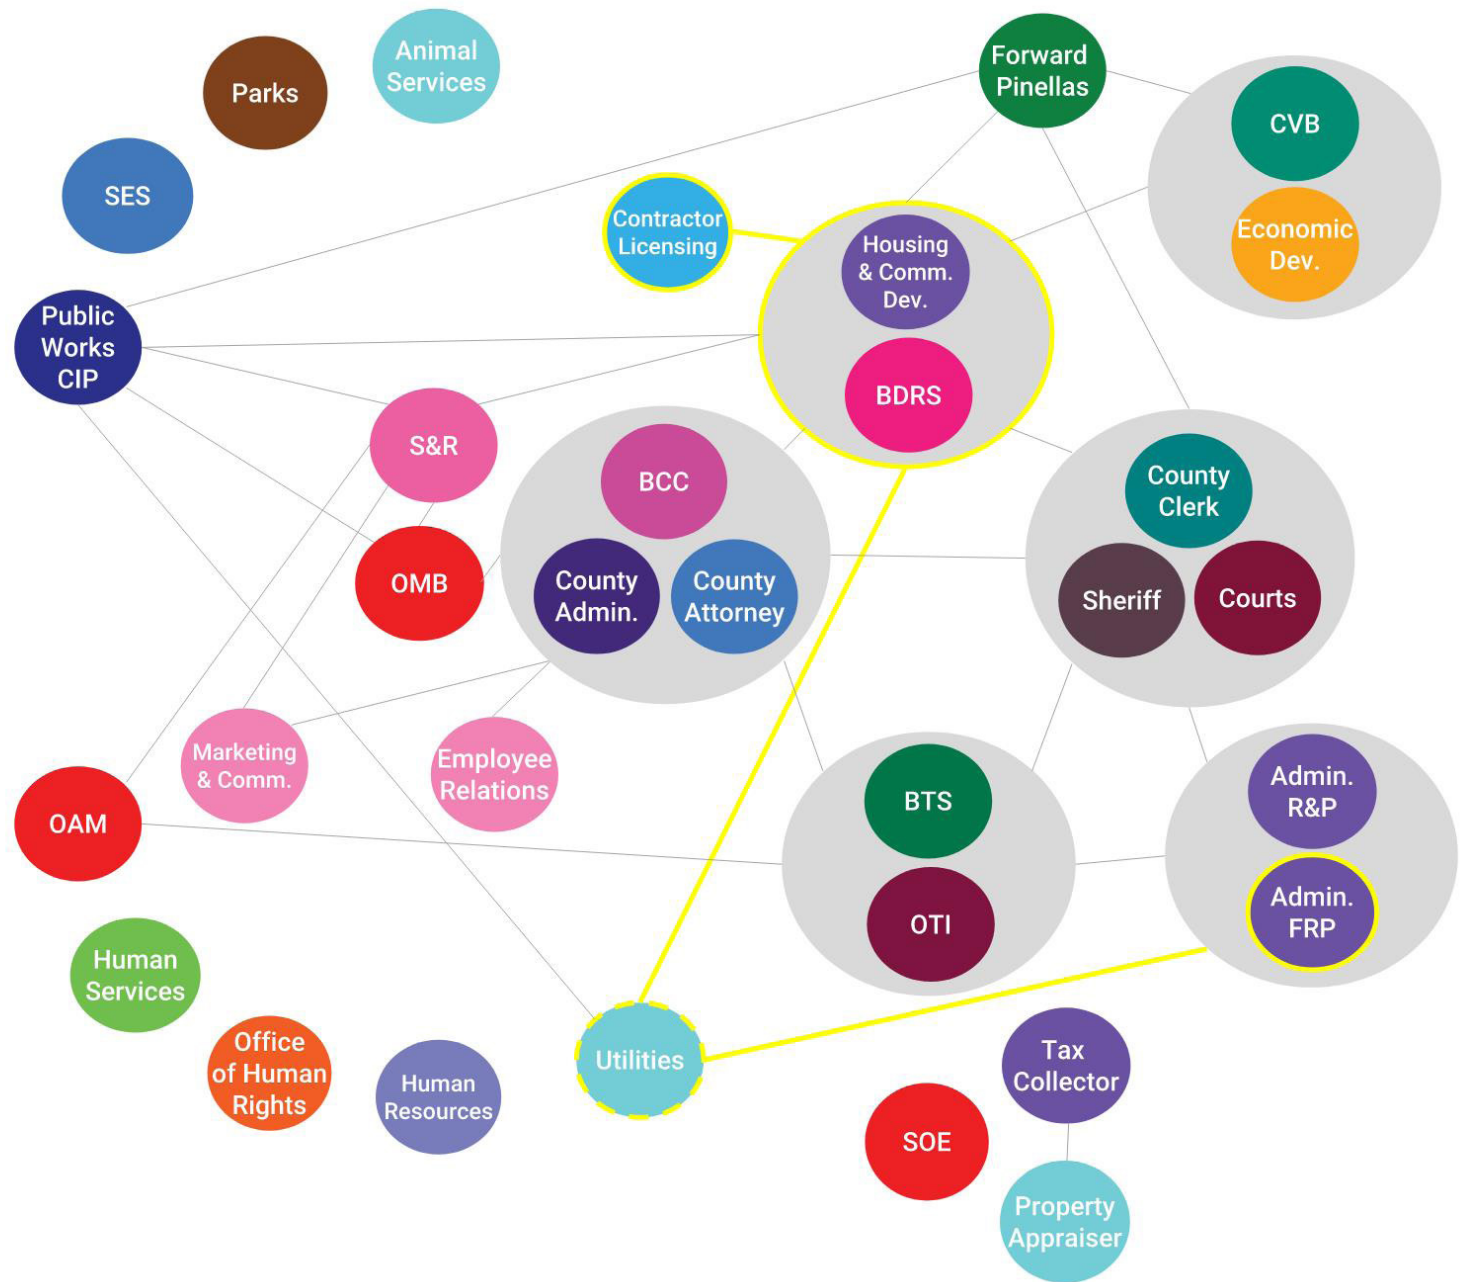 Animal
Services
Parks
SES
Forward
Pinellas
CVB
Economic
Dev.
Contractor
Licensing
Housing
& Comm.
Dev.
BDRS
Public
Works
CIP
S&R
OMB
BCC
County
Admin.
County
Attorney
County
Clerk
Sheriff
Courts
Marketing
& Comm.
Employee
Relations
OAM
BTS
OTI
Admin.
R&P
Admin.
FRP
Human
Services
Office
of Human
Rights
Human
Resources
Utilities
SOE
Tax
Collector
Property
Appraiser